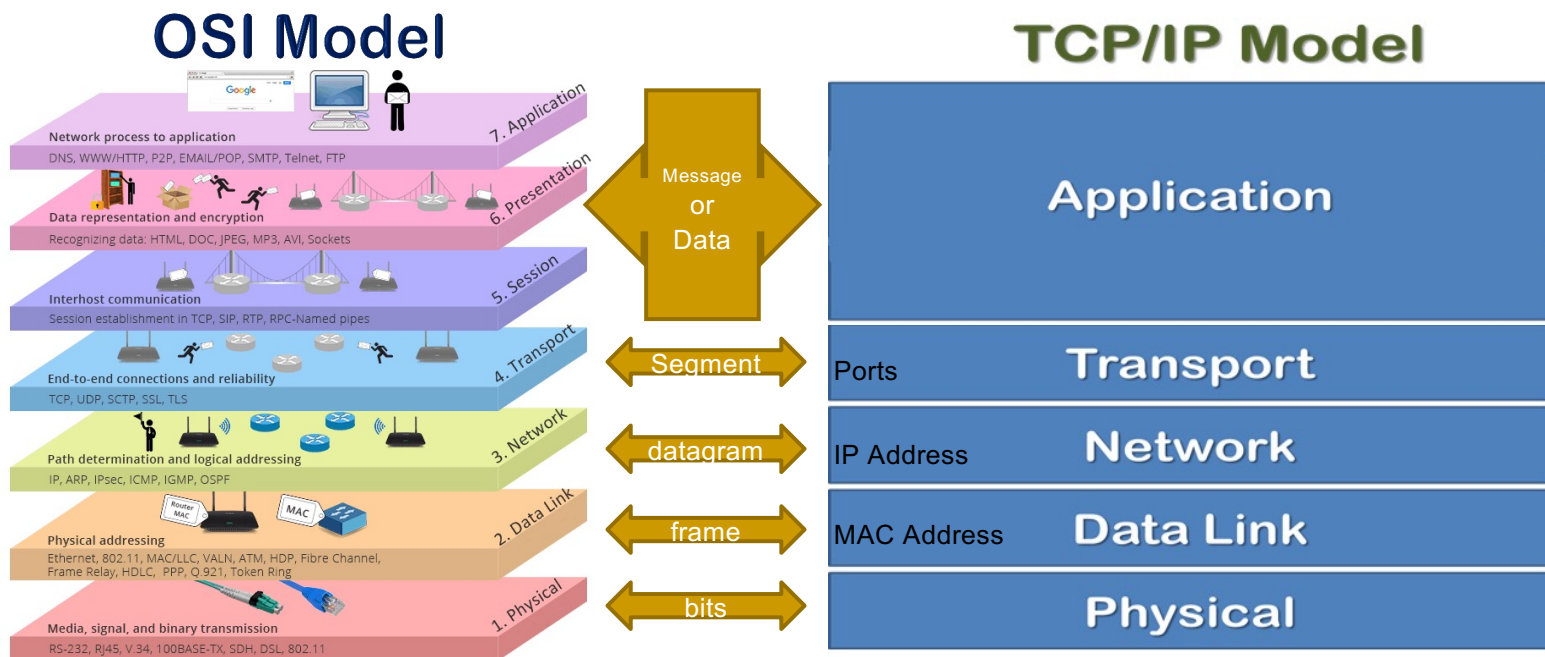 OSI Model
TCP/IP Model
Google
7. Application
Network process to application
DNS, WWW/HTTP, P2P, EMAIL/POP, SMTP, Telnet, FTP
6. Presentation
Data representation and encryption
Recognizing data: HTML, DOC, JPEG, MP3, AVI, Sockets
5. Session
Interhost communication
Session establishment in TCP, SIP, RTP, RPC-Named pipes
Message
or
Data
Application
4. Transport
End-to-end connections and reliability
TCP, UDP, SCTP, SSL, TLS
Segment
Ports
Transport
3. Network
Path determination and logical addressing
IP, ARP, IPsec, ICMP, IGMP, OSPF
datagram
IP Address
Network
Router
MAC
MAC
2. Data Link
Physical addressing
Ethernet, 802.11, MAC/LLC, VALN, ATM, HDP, Fibre Channel,
Frame Relay, HDLC, PPP, Q.921, Token Ring
frame
MAC Address
Data Link
1. Physical
Media, signal, and binary transmission
RS-232, RJ45, V.34, 100BASE-TX, SDH, DSL, 802.11
bits
Physical